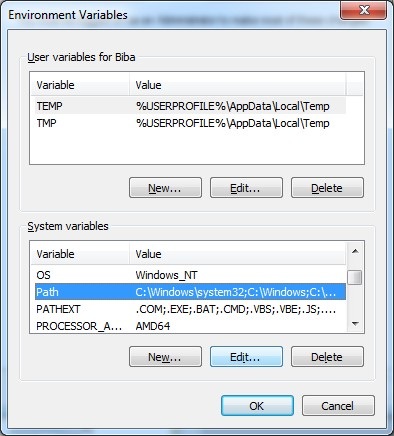 Environment Variables
User variables for Biba
Variable Value
TEMP %USERPROFILE%\AppData\Local\Temp
TMP %USERPROFILE%\AppData\Local\Temp
New... Edit... Delete
System variables
Variable Value
OS Windows_NT
Path C:\Windows\system32;C:\Windows;C:\...
PATHEXT .COM;.EXE;.BAT;.CMD;.VBS;.VBE;.JS;....
PROCESSOR_A... AMD64
New... Edit... Delete
OK Cancel